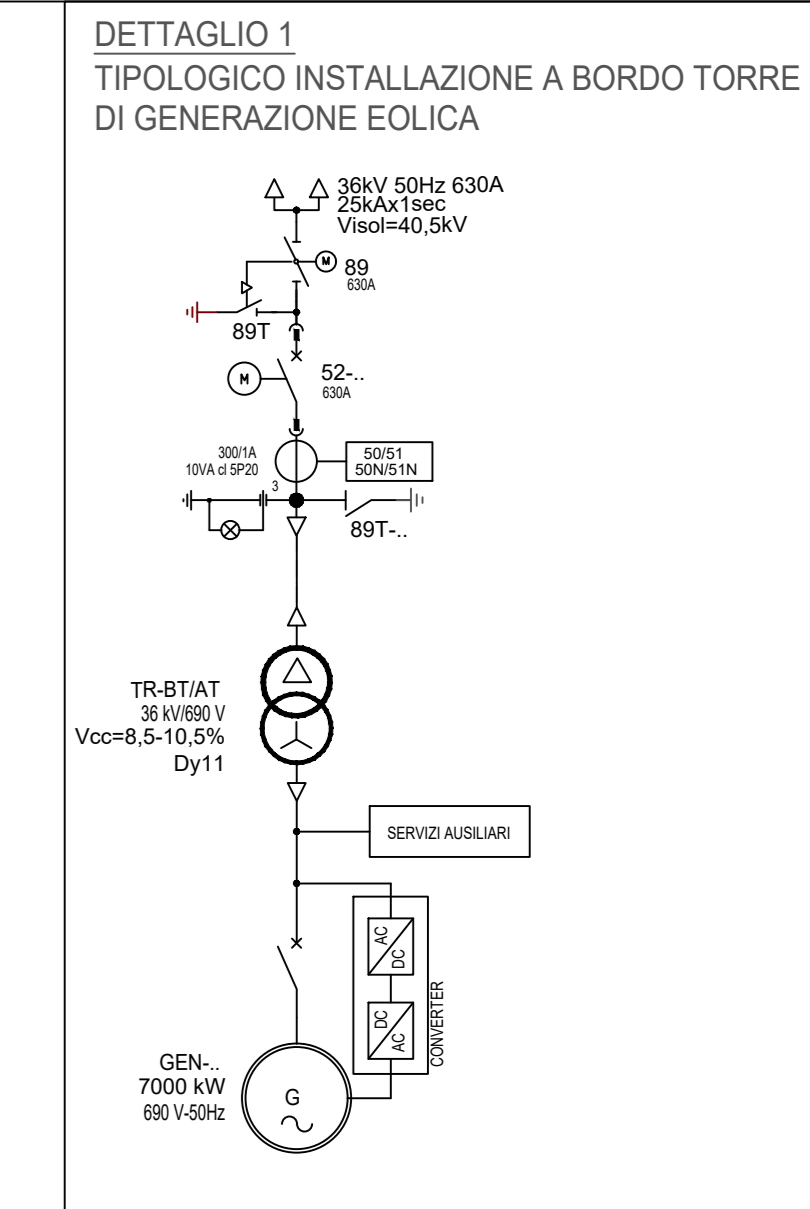 DETTAGLIO 1
TIPOLOGICO INSTALLAZIONE A BORDO TORRE
DI GENERAZIONE EOLICA
36kV 50Hz 630A
25kAx1sec
Visol=40,5kV
M
89
630A
89T
M
52-..
630A
300/1A
10VA cl 5P20
50/51
50N/51N
3
89T-..
TR-BT/AT
36 kV/690 V
Vcc=8,5-10,5%
Dy11
SERVIZI AUSILIARI
AC
DC
DC
AC
CONVERTER
GEN-..
7000 kW
690 V-50Hz
G